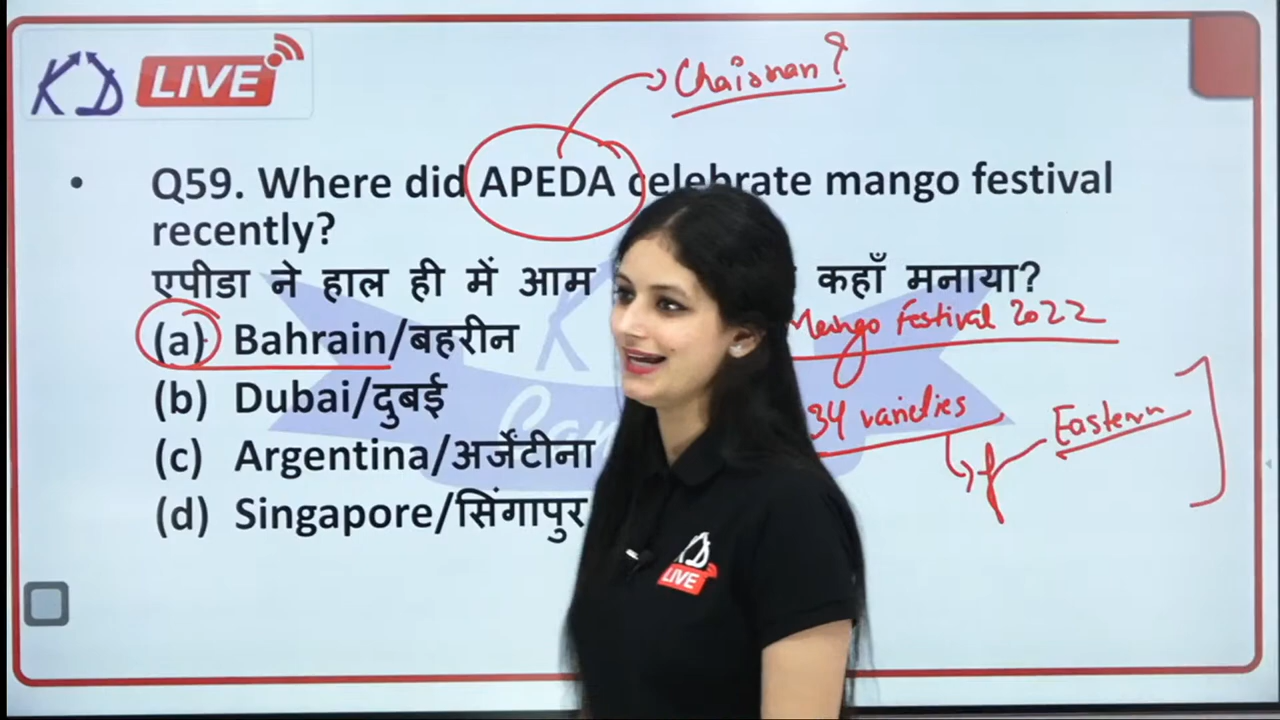 KD LIVE
Chairman?
• Q59. Where did APEDA celebrate mango festival
recently?
एपीडा ने हाल ही में आम कहाँ मनाया?
(a) Bahrain/बहरीन
Mango festival 2022
(b) Dubai/दुबई
34 varieties
Eastern
(c) Argentina/अर्जेंटीना
(d) Singapore/सिंगापुर
KD
LIVE